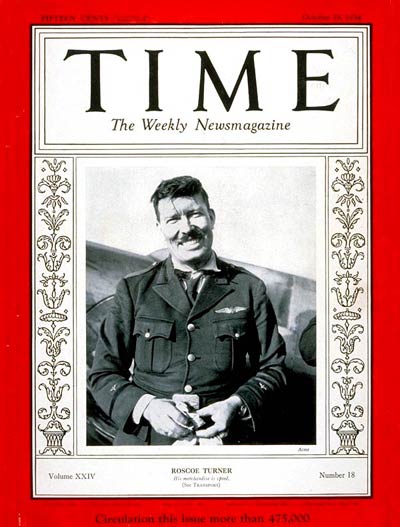 FIFTEEN CENTS October 29, 1934
TIME
The Weekly Newsmagazine
Acme
ROSCOE TURNER
His merchandise is speed.
(See TRANSPORT)
Volume XXIV Number 18
Circulation this issue more than 475,000